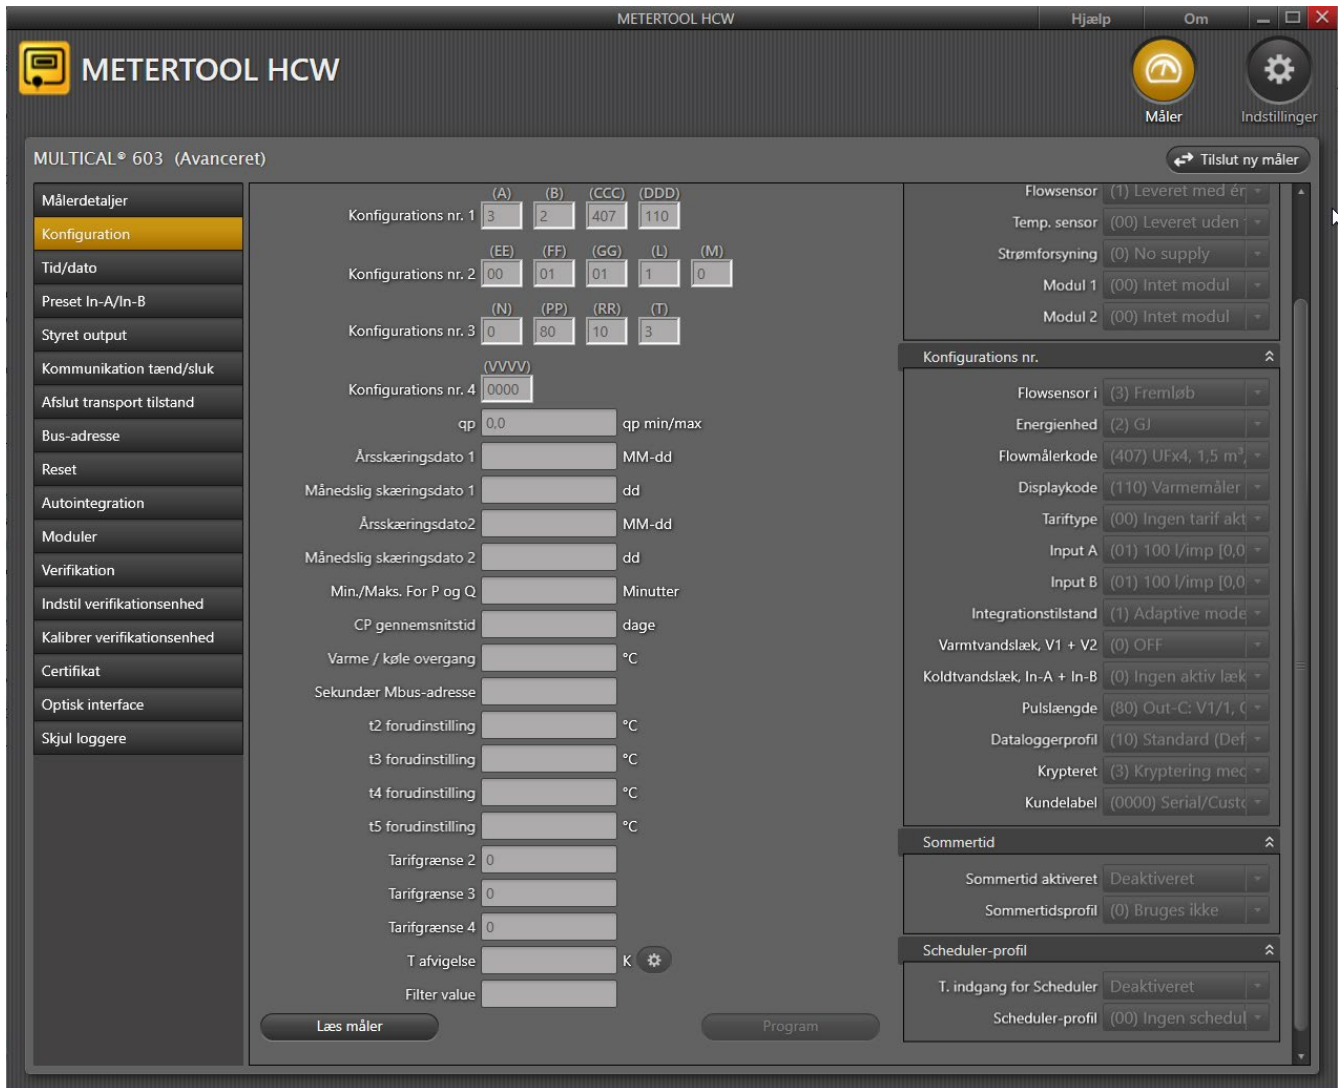 METERTOOL HCW
Hjælp
Om
METERTOOL HCW
Måler
Indstillinger
MULTICAL® 603 (Avanceret)
Tilslut ny måler
Målerdetaljer
Konfiguration
Tid/dato
Preset In-A/In-B
Styret output
Kommunikation tænd/sluk
Afslut transport tilstand
Bus-adresse
Reset
Autointegration
Moduler
Verifikation
Indstil verifikationsenhed
Kalibrer verifikationsenhed
Certifikat
Optisk interface
Skjul loggere
(A) (B) (CCC) (DDD)
Konfigurations nr. 1 3 2 407 110
(EE) (FF) (GG) (L) (M)
Konfigurations nr. 2 00 01 01 1 0
(N) (PP) (RR) (T)
Konfigurations nr. 3 0 80 10 3
(VVVV)
Konfigurations nr. 4 0000
qp 0,0 qp min/max
Årsskæringsdato 1 MM-dd
Månedslig skæringsdato 1 dd
Årsskæringsdato2 MM-dd
Månedslig skæringsdato 2 dd
Min./Maks. For P og Q Minutter
CP gennemsnitstid dage
Varme / køle overgang °C
Sekundær Mbus-adresse
t2 forudinstilling °C
t3 forudinstilling °C
t4 forudinstilling °C
t5 forudinstilling °C
Tarifgrænse 2 0
Tarifgrænse 3 0
Tarifgrænse 4 0
T afvigelse K
Filter value
Læs måler
Program
Flowsensor (1) Leveret med ér
Temp. sensor (00) Leveret uden
Strømforsyning (0) No supply
Modul 1 (00) Intet modul
Modul 2 (00) Intet modul
Konfigurations nr.
Flowsensor i (3) Fremløb
Energienhed (2) GJ
Flowmålerkode (407) UFx4, 1,5 m³,
Displaykode (110) Varmemåler
Tariftype (00) Ingen tarif akt
Input A (01) 100 l/imp [0,0
Input B (01) 100 l/imp [0,0
Integrationstilstand (1) Adaptive mode
Varmtvandslæk, V1 + V2 (0) OFF
Koldtvandslæk, In-A + In-B (0) Ingen aktiv læk
Pulslængde (80) Out-C: V1/1,
Dataloggerprofil (10) Standard (Def
Krypteret (3) Kryptering med
Kundelabel (0000) Serial/Custo
Sommertid
Sommertid aktiveret Deaktiveret
Sommertidsprofil (0) Bruges ikke
Scheduler-profil
T. indgang for Scheduler Deaktiveret
Scheduler-profil (00) Ingen schedul